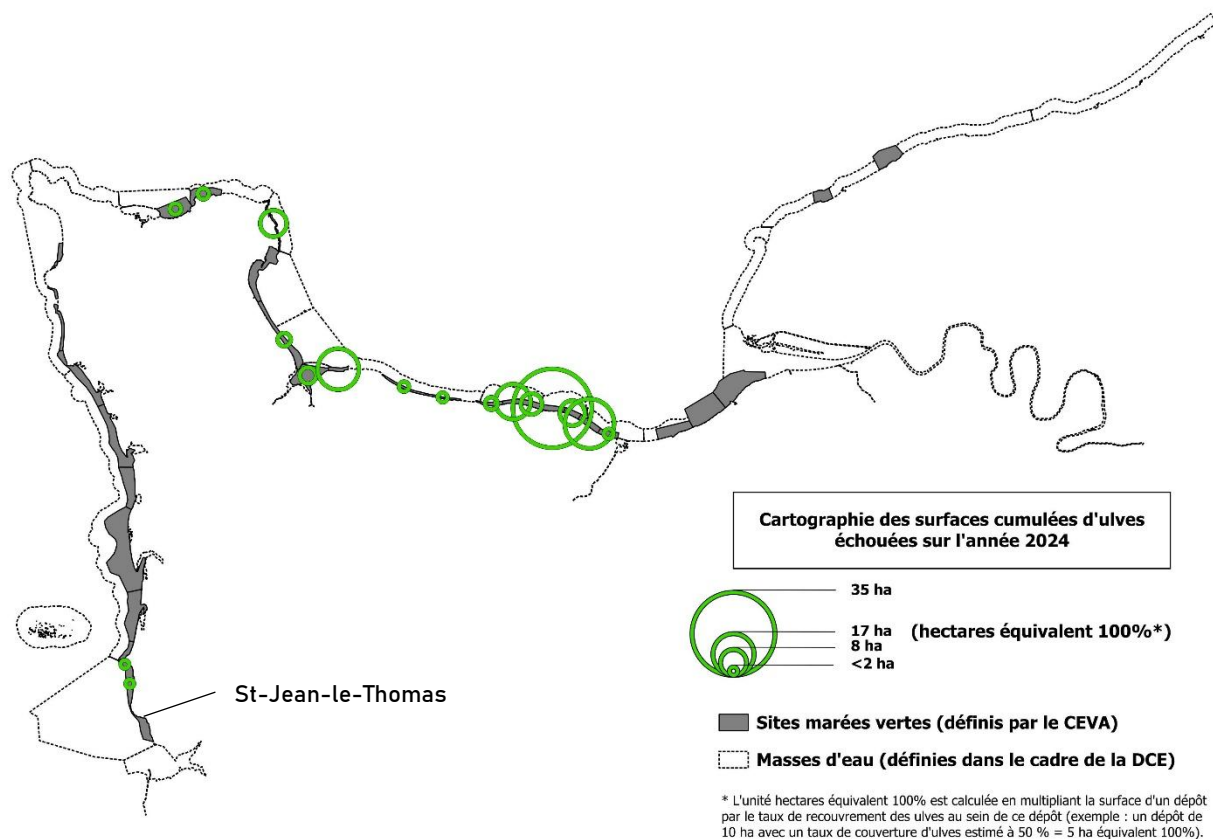 St-Jean-le-Thomas
Cartographie des surfaces cumulées d'ulves
échouées sur l'année 2024
35 ha
17 ha
8 ha
<2 ha
(hectares équivalent 100%*)
Sites marées vertes (définis par le CEVA)
Masses d'eau (définies dans le cadre de la DCE)
* L'unité hectares équivalent 100% est calculée en multipliant la surface d'un dépôt
par le taux de recouvrement des ulves au sein de ce dépôt (exemple : un dépôt de
10 ha avec un taux de couverture d'ulves estimé à 50 % = 5 ha équivalent 100%).